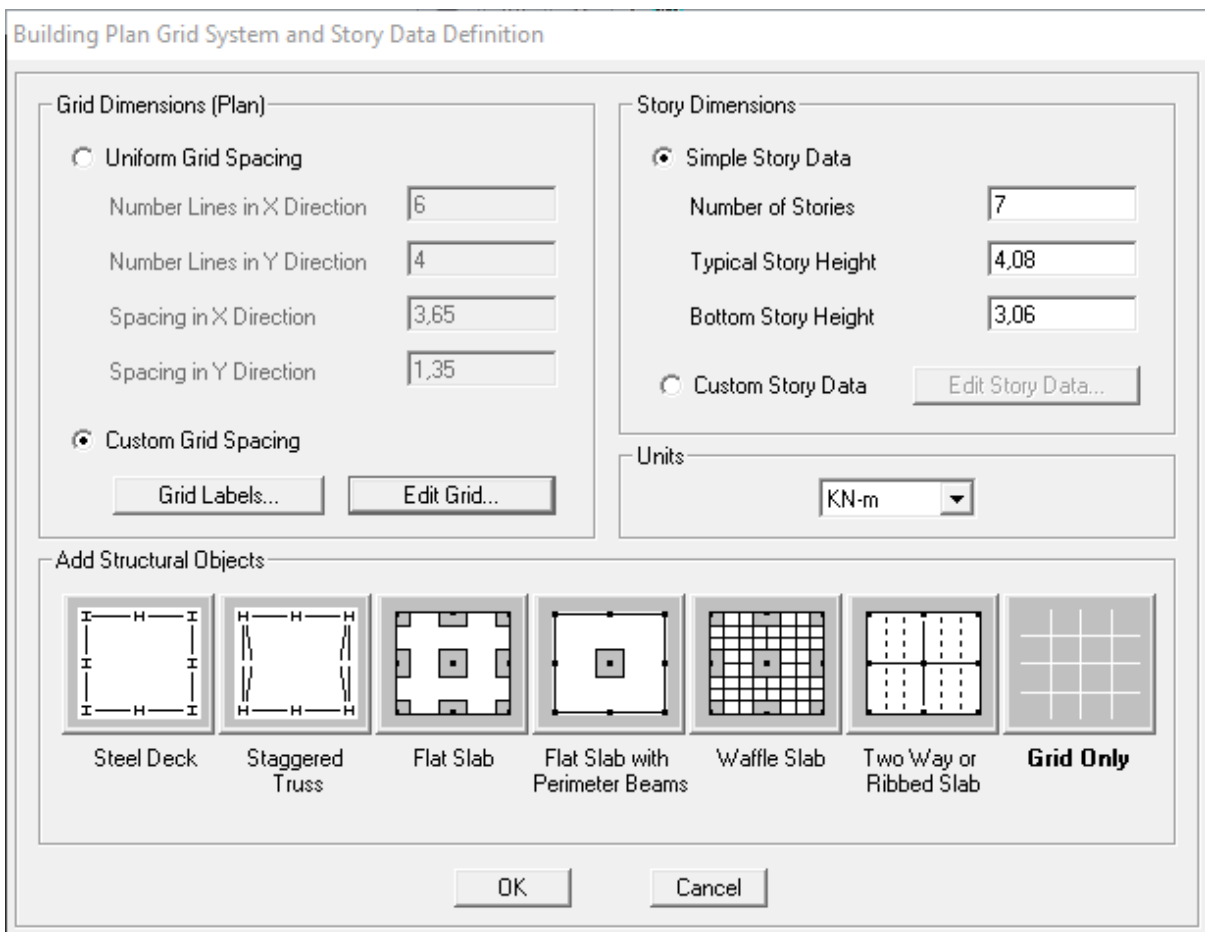 Building Plan Grid System and Story Data Definition
Grid Dimensions (Plan)
Uniform Grid Spacing
Number Lines in X Direction 6
Number Lines in Y Direction 4
Spacing in X Direction 3,65
Spacing in Y Direction 1,35
Custom Grid Spacing
Grid Labels... Edit Grid...
Story Dimensions
Simple Story Data
Number of Stories 7
Typical Story Height 4,08
Bottom Story Height 3,06
Custom Story Data Edit Story Data...
Units
KN-m
Add Structural Objects
Steel Deck
Staggered
Truss
Flat Slab
Flat Slab with
Perimeter Beams
Waffle Slab
Two Way or
Ribbed Slab
Grid Only
OK Cancel